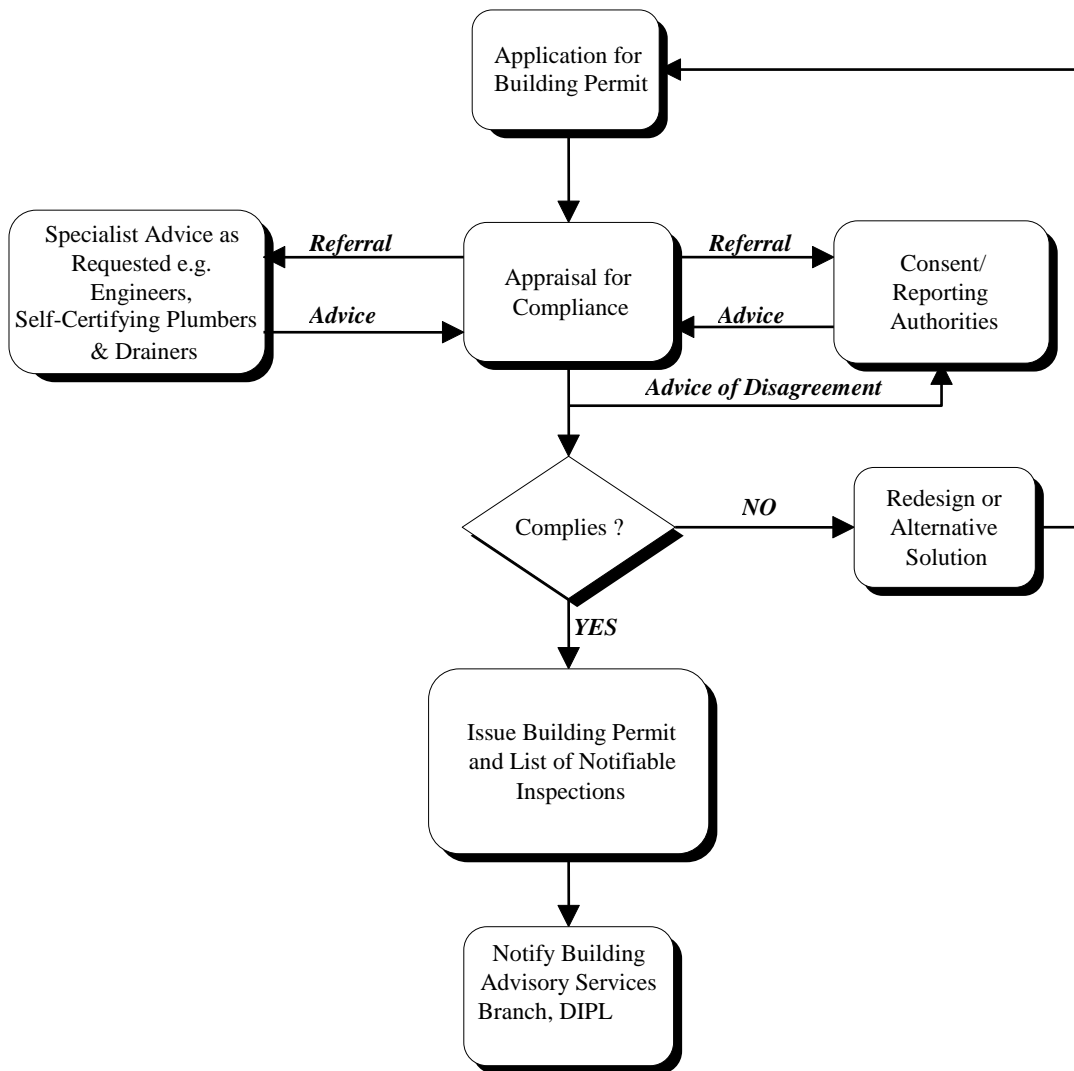 Application for
Building Permit
Specialist Advice as
Requested e.g.
Engineers,
Self-Certifying Plumbers
& Drainers
Referral
Advice
Appraisal for
Compliance
Referral
Advice
Consent/
Reporting
Authorities
Advice of Disagreement
Complies ?
NO
Redesign or
Alternative
Solution
YES
Issue Building Permit
and List of Notifiable
Inspections
Notify Building
Advisory Services
Branch, DIPL